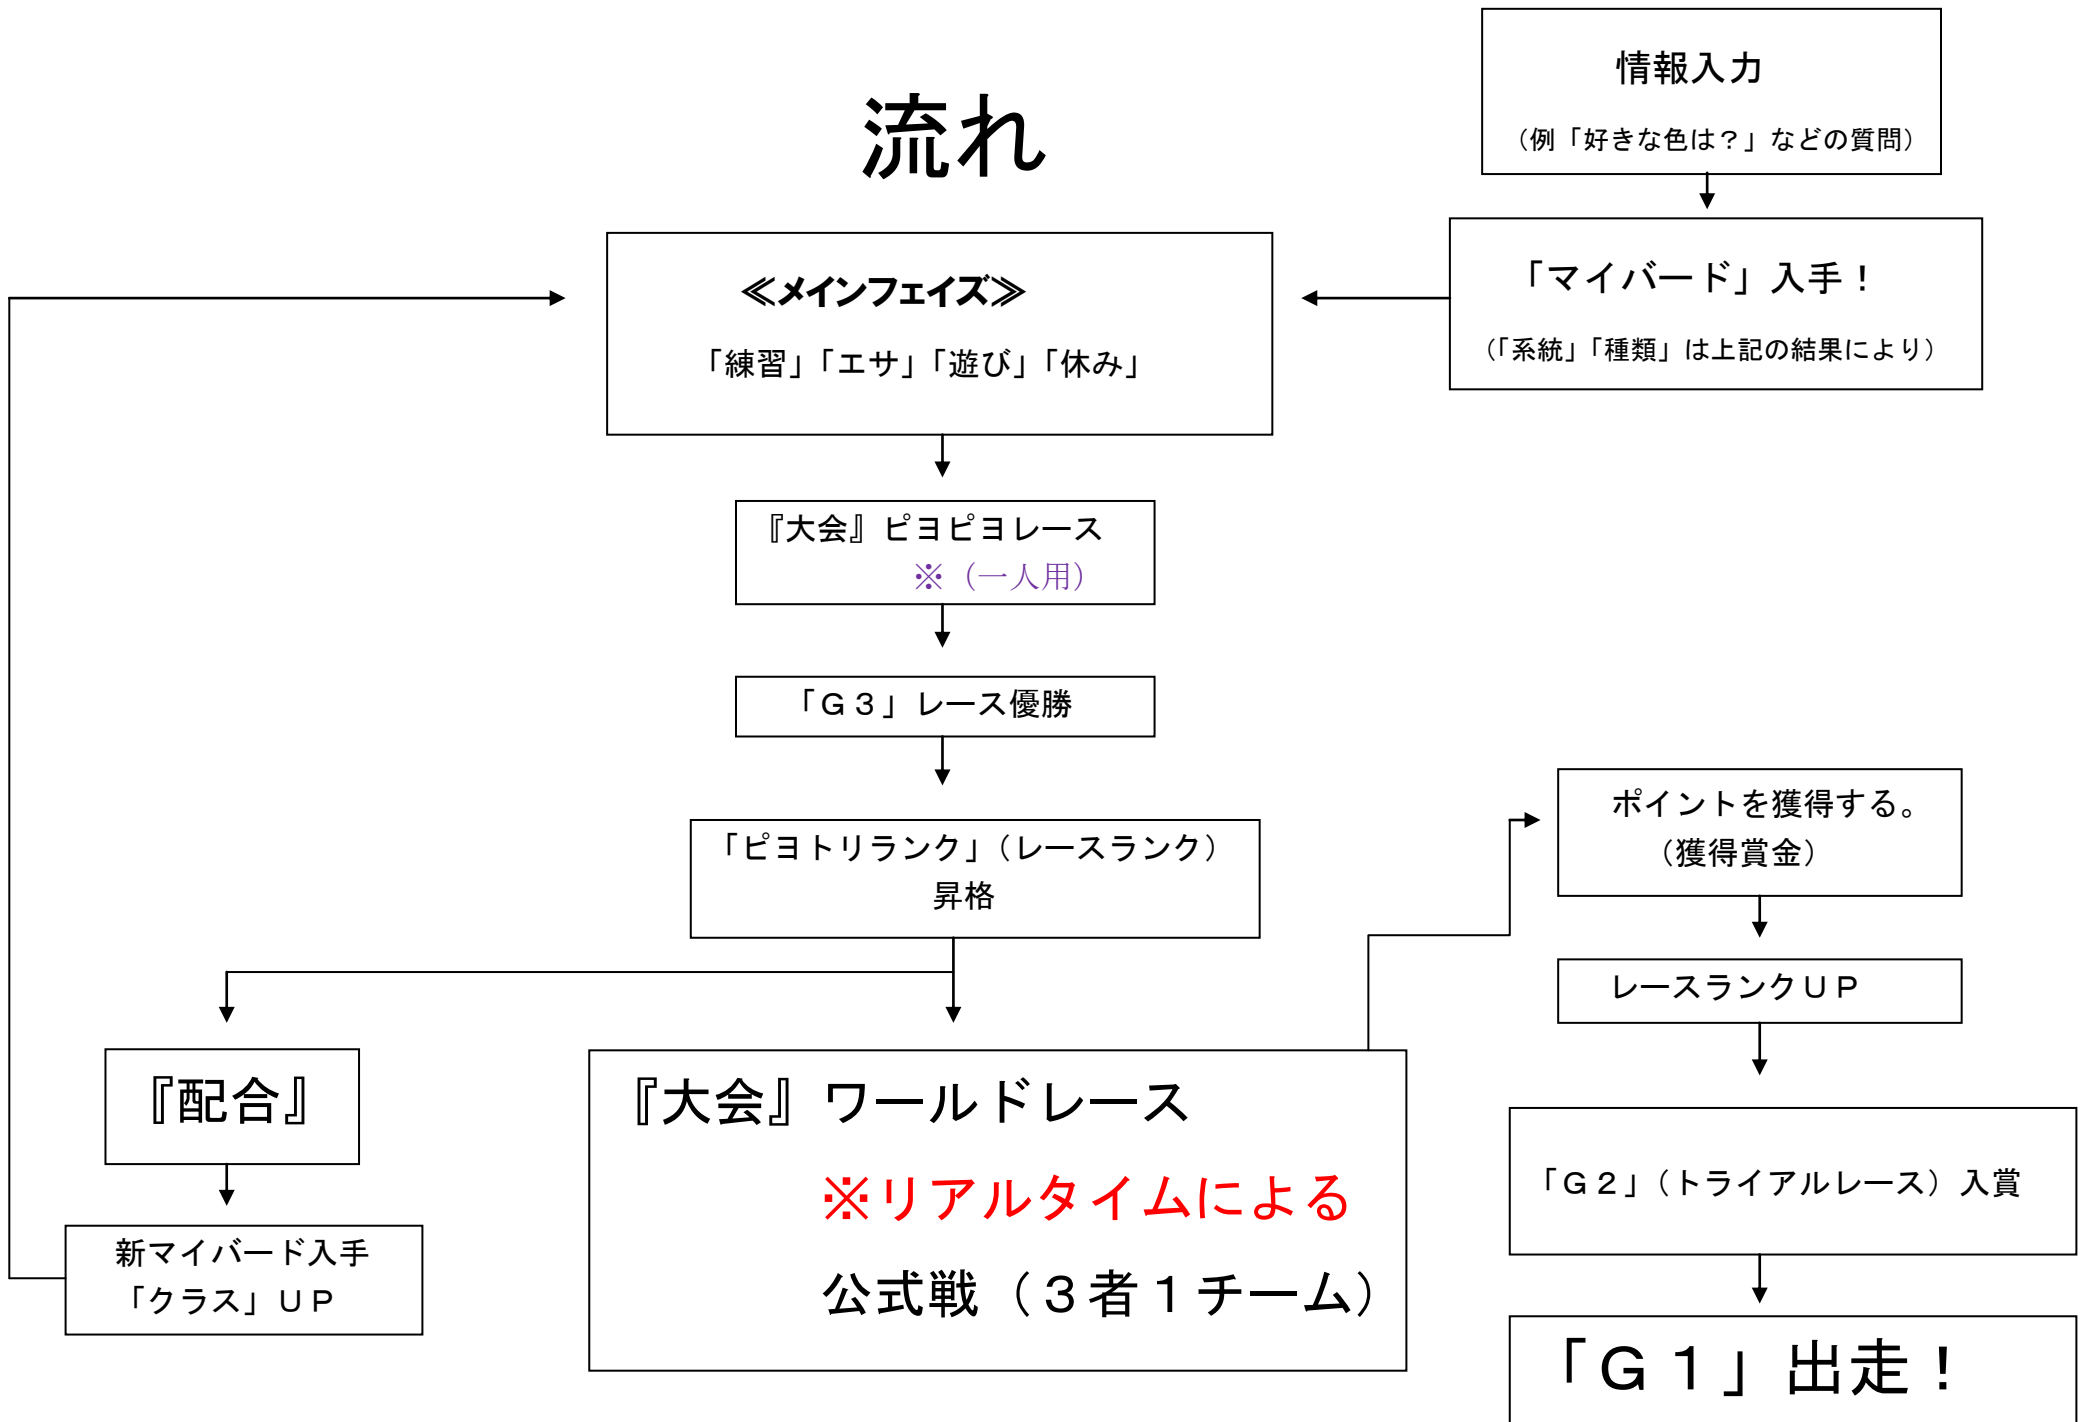 流れ
情報入力
（例「好きな色は？」などの質問）
「マイバード」入手！
（「系統」「種類」は上記の結果により）
≪メインフェイズ≫
「練習」「エサ」「遊び」「休み」
『大会』ピヨピヨレース
※（一人用）
「Ｇ３」レース優勝
「ピヨトリランク」（レースランク）
昇格
『配合』
新マイバード入手
「クラス」ＵＰ
『大会』ワールドレース
※リアルタイムによる
公式戦（３者１チーム）
ポイントを獲得する。
（獲得賞金）
レースランクＵＰ
「Ｇ２」（トライアルレース）入賞
「Ｇ１」出走！